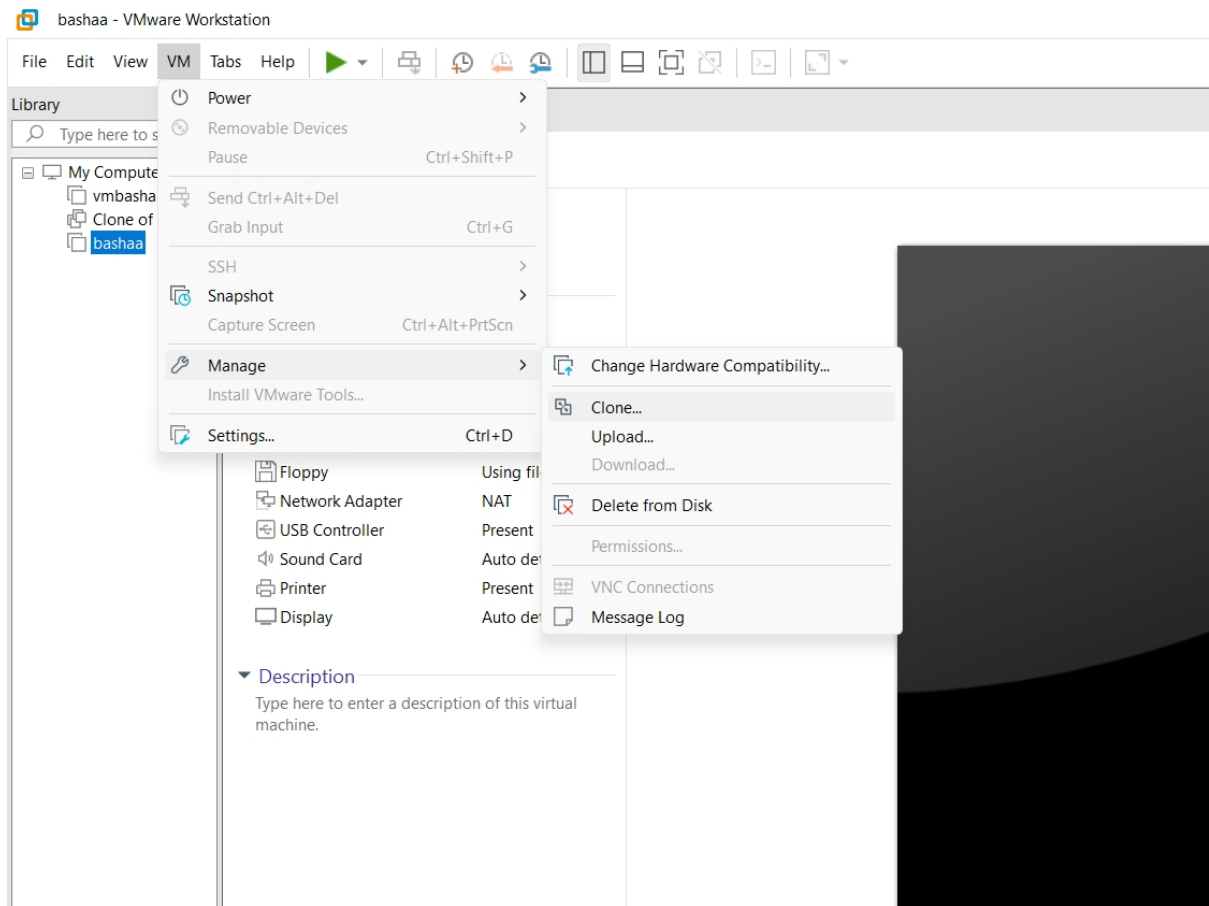 bashaa - VMware Workstation
File Edit View VM Tabs Help
Library
Type here to s
My Compute
vmbasha
Clone of
bashaa
Power
Removable Devices
Pause Ctrl+Shift+P
Send Ctrl+Alt+Del
Grab Input Ctrl+G
SSH
Snapshot
Capture Screen Ctrl+Alt+PrtScn
Manage
Install VMware Tools...
Settings... Ctrl+D
Change Hardware Compatibility...
Clone...
Upload...
Download...
Delete from Disk
Permissions...
VNC Connections
Message Log
Floppy Using fil
Network Adapter NAT
USB Controller Present
Sound Card Auto det
Printer Present
Display Auto det
Description
Type here to enter a description of this virtual
machine.